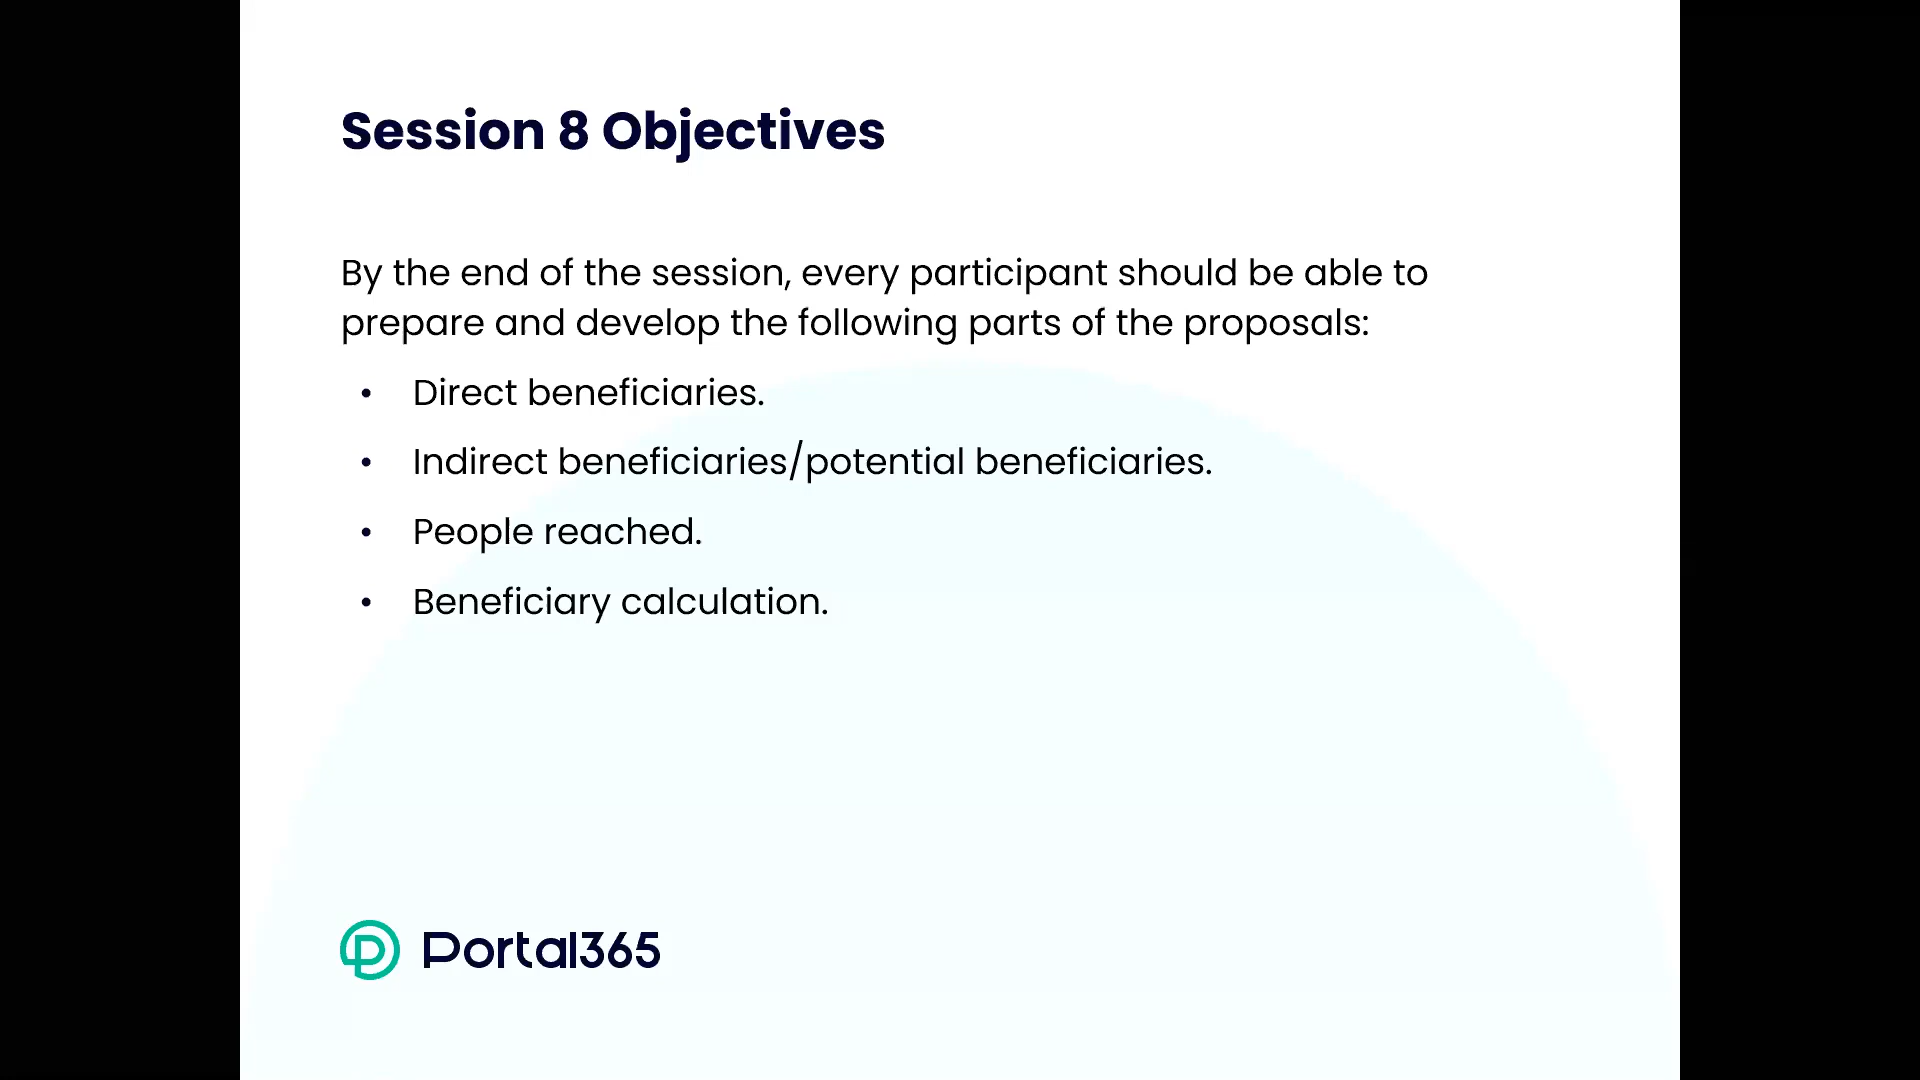 Session 8 Objectives
By the end of the session, every participant should be able to
prepare and develop the following parts of the proposals:
• Direct beneficiaries.
• Indirect beneficiaries/potential beneficiaries.
• People reached.
• Beneficiary calculation.
Portal365